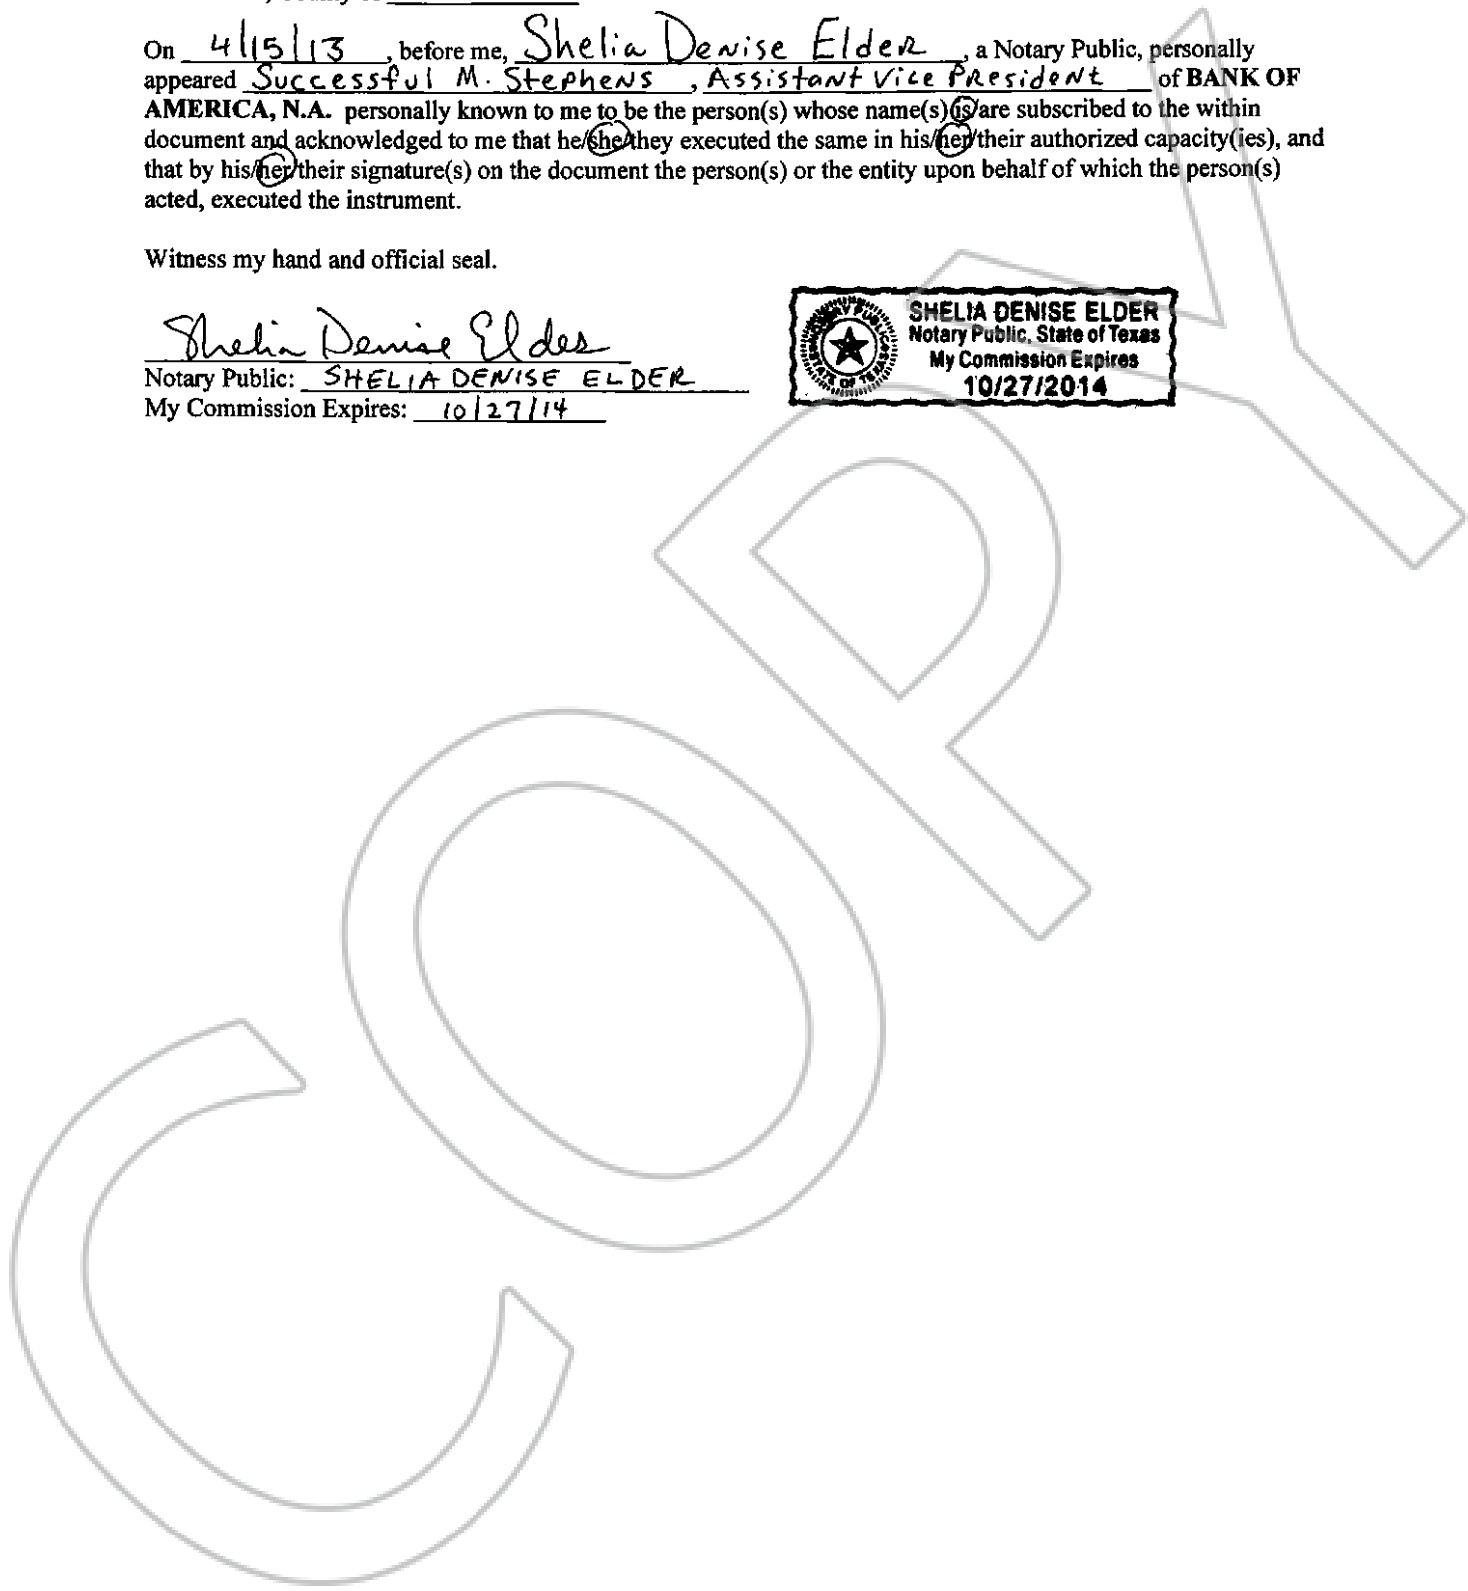 On 4/15/13, before me, Shelia Denise Elder, a Notary Public, personally
appeared Successful M. Stephens, Assistant Vice President of BANK OF
AMERICA, N.A. personally known to me to be the person(s) whose name(s) is/are subscribed to the within
document and acknowledged to me that he/she/they executed the same in his/her/their authorized capacity(ies), and
that by his/her/their signature(s) on the document the person(s) or the entity upon behalf of which the person(s)
acted, executed the instrument.
Witness my hand and official seal.
Shelia Denise Elder
Notary Public: SHELIA DENISE ELDER
My Commission Expires: 10/27/14
NOTARY PUBLIC
STATE OF TEXAS
SHELIA DENISE ELDER
Notary Public, State of Texas
My Commission Expires
10/27/2014
COPY